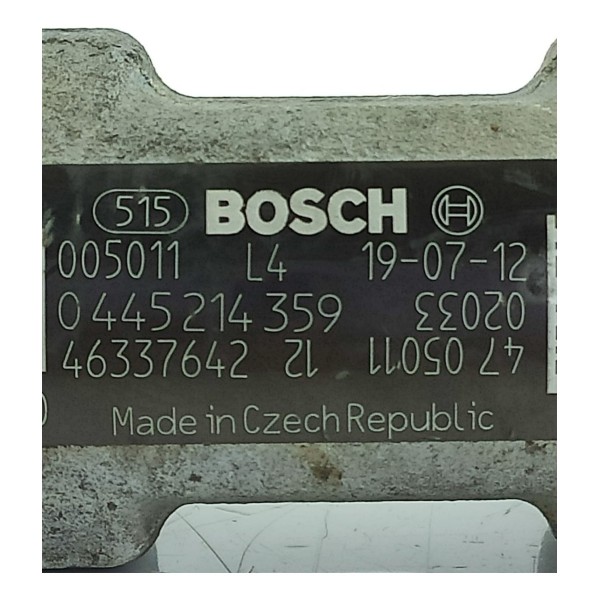 515 BOSCH
005011 L4 19-07-12
0 445 214 359 02033
46337642 12 47 05011
Made in Czech Republic